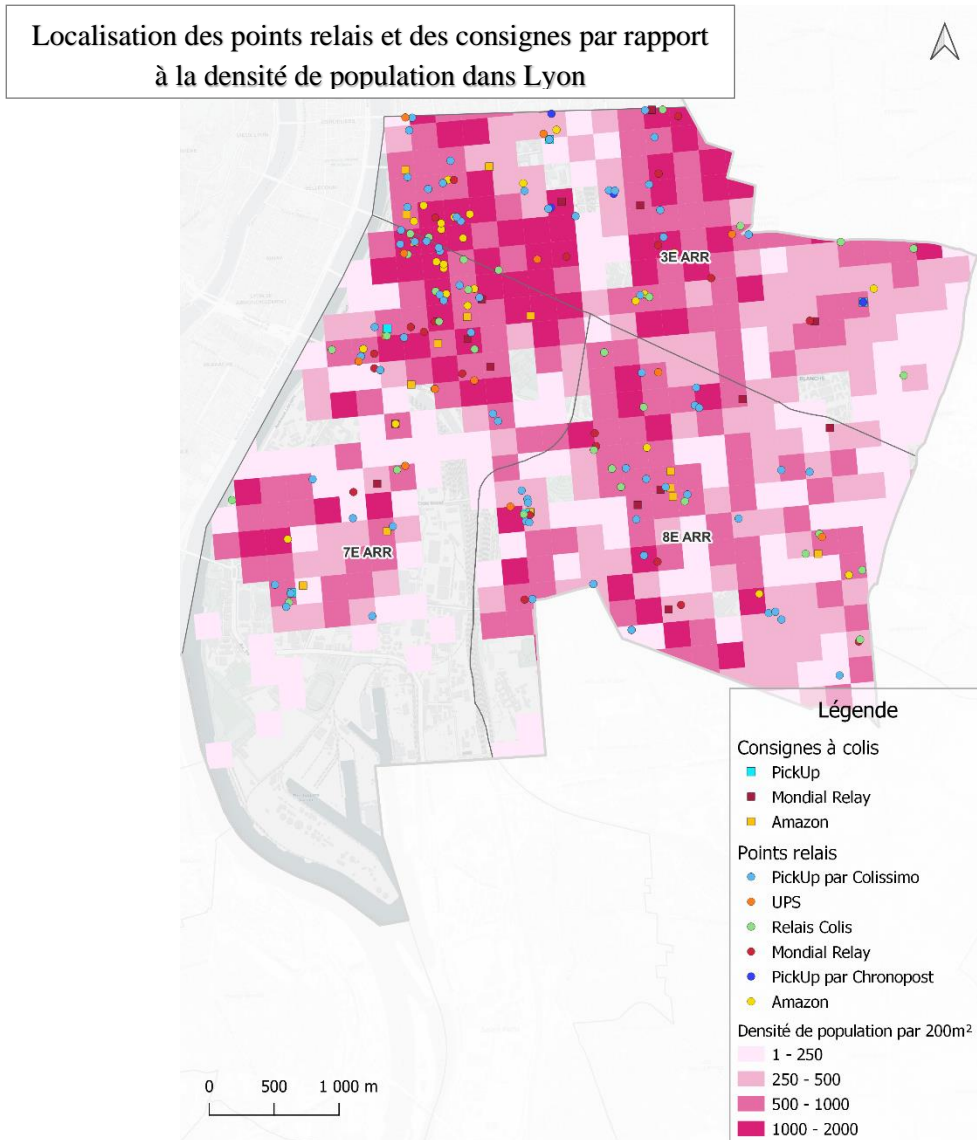 Localisation des points relais et des consignes par rapport
à la densité de population dans Lyon
3E ARR
7E ARR
8E ARR
Légende
Consignes à colis
PickUp
Mondial Relay
Amazon
Points relais
PickUp par Colissimo
UPS
Relais Colis
Mondial Relay
PickUp par Chronopost
Amazon
Densité de population par 200m²
1 - 250
250 - 500
500 - 1000
1000 - 2000
0 500 1 000 m